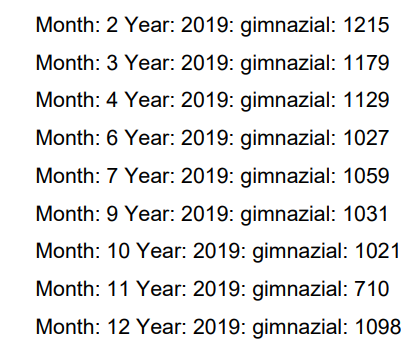 Month: 2 Year: 2019: gimnazial: 1215
Month: 3 Year: 2019: gimnazial: 1179
Month: 4 Year: 2019: gimnazial: 1129
Month: 6 Year: 2019: gimnazial: 1027
Month: 7 Year: 2019: gimnazial: 1059
Month: 9 Year: 2019: gimnazial: 1031
Month: 10 Year: 2019: gimnazial: 1021
Month: 11 Year: 2019: gimnazial: 710
Month: 12 Year: 2019: gimnazial: 1098